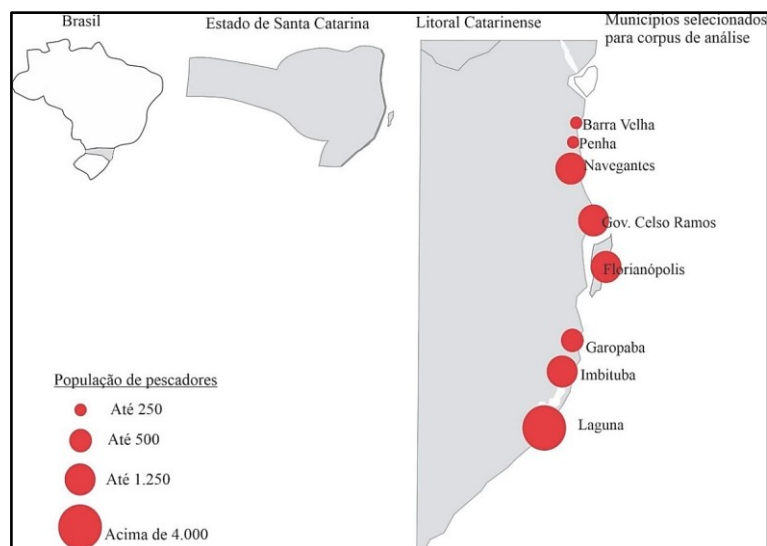 Brasil
Estado de Santa Catarina
Litoral Catarinense
Municípios selecionados
para corpus de análise
Barra Velha
Penha
Navegantes
Gov. Celso Ramos
Florianópolis
Garopaba
Imbituba
Laguna
População de pescadores
Até 250
Até 500
Até 1.250
Acima de 4.000